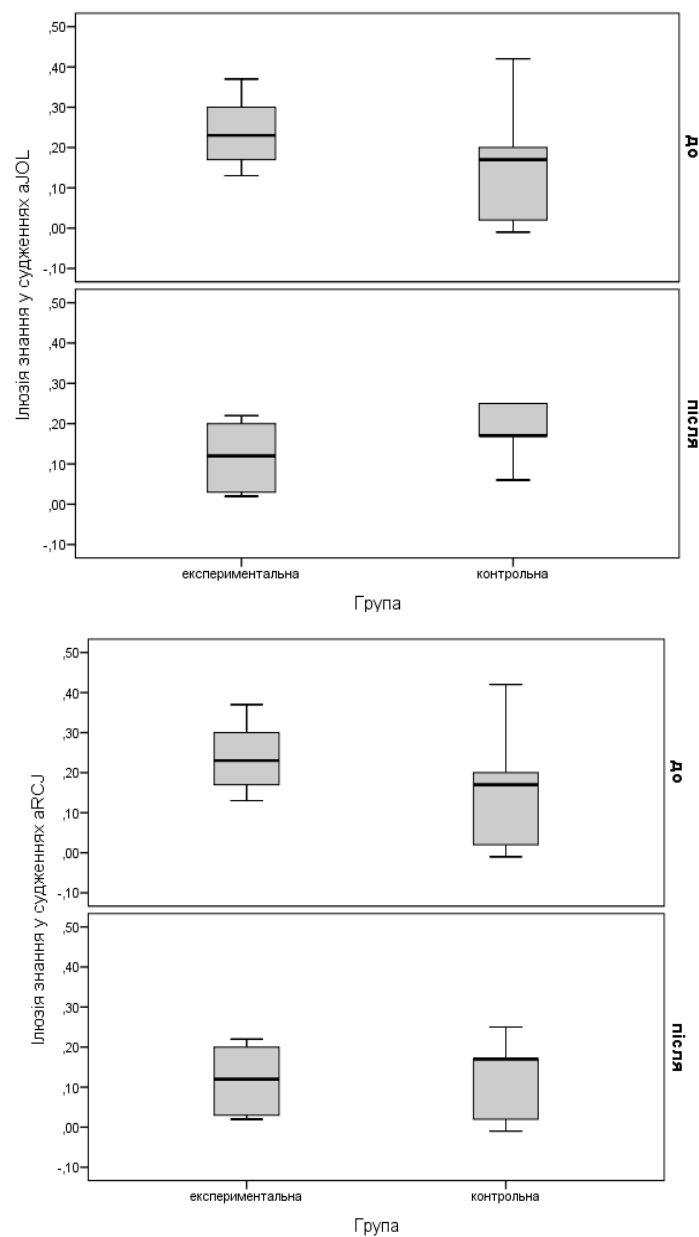 Ілюзія знання у судженнях aJOL
,50
,40
,30
,20
,10
,00
-,10
до
,50
,40
,30
,20
,10
,00
-,10
після
експериментальна
контрольна
Група
Ілюзія знання у судженнях aRCJ
,50
,40
,30
,20
,10
,00
-,10
до
,50
,40
,30
,20
,10
,00
-,10
після
експериментальна
контрольна
Група